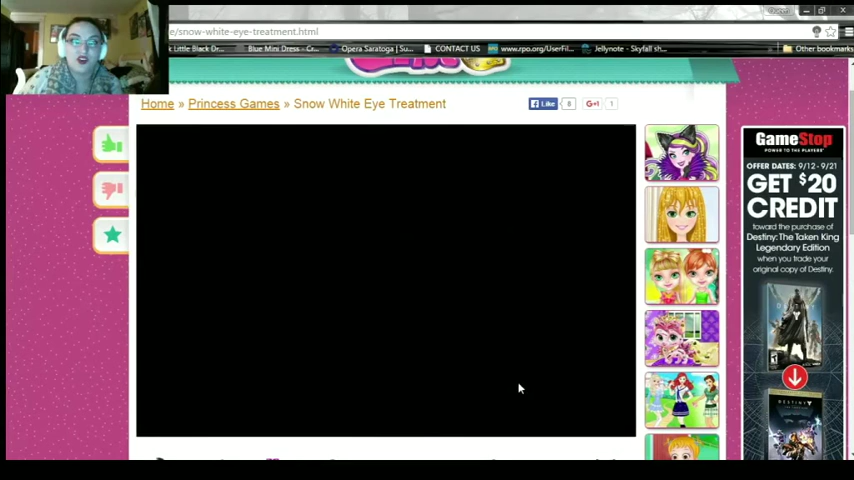 e/snow-white-eye-treatment.html
k Little Black Dr...
Blue Mini Dress - Cr...
Opera Saratoga | Su...
CONTACT US
RPO
www.rpo.org/UserFil...
Jellynote - Skyfall sh...
Other bookmarks
Home » Princess Games » Snow White Eye Treatment
Like
8
G+1
1
GameStop
POWER TO THE PLAYERS
OFFER DATES: 9/12 - 9/21
GET $20
CREDIT
toward the purchase of
Destiny: The Taken King
Legendary Edition
when you trade your
original copy of Destiny.
DESTINY